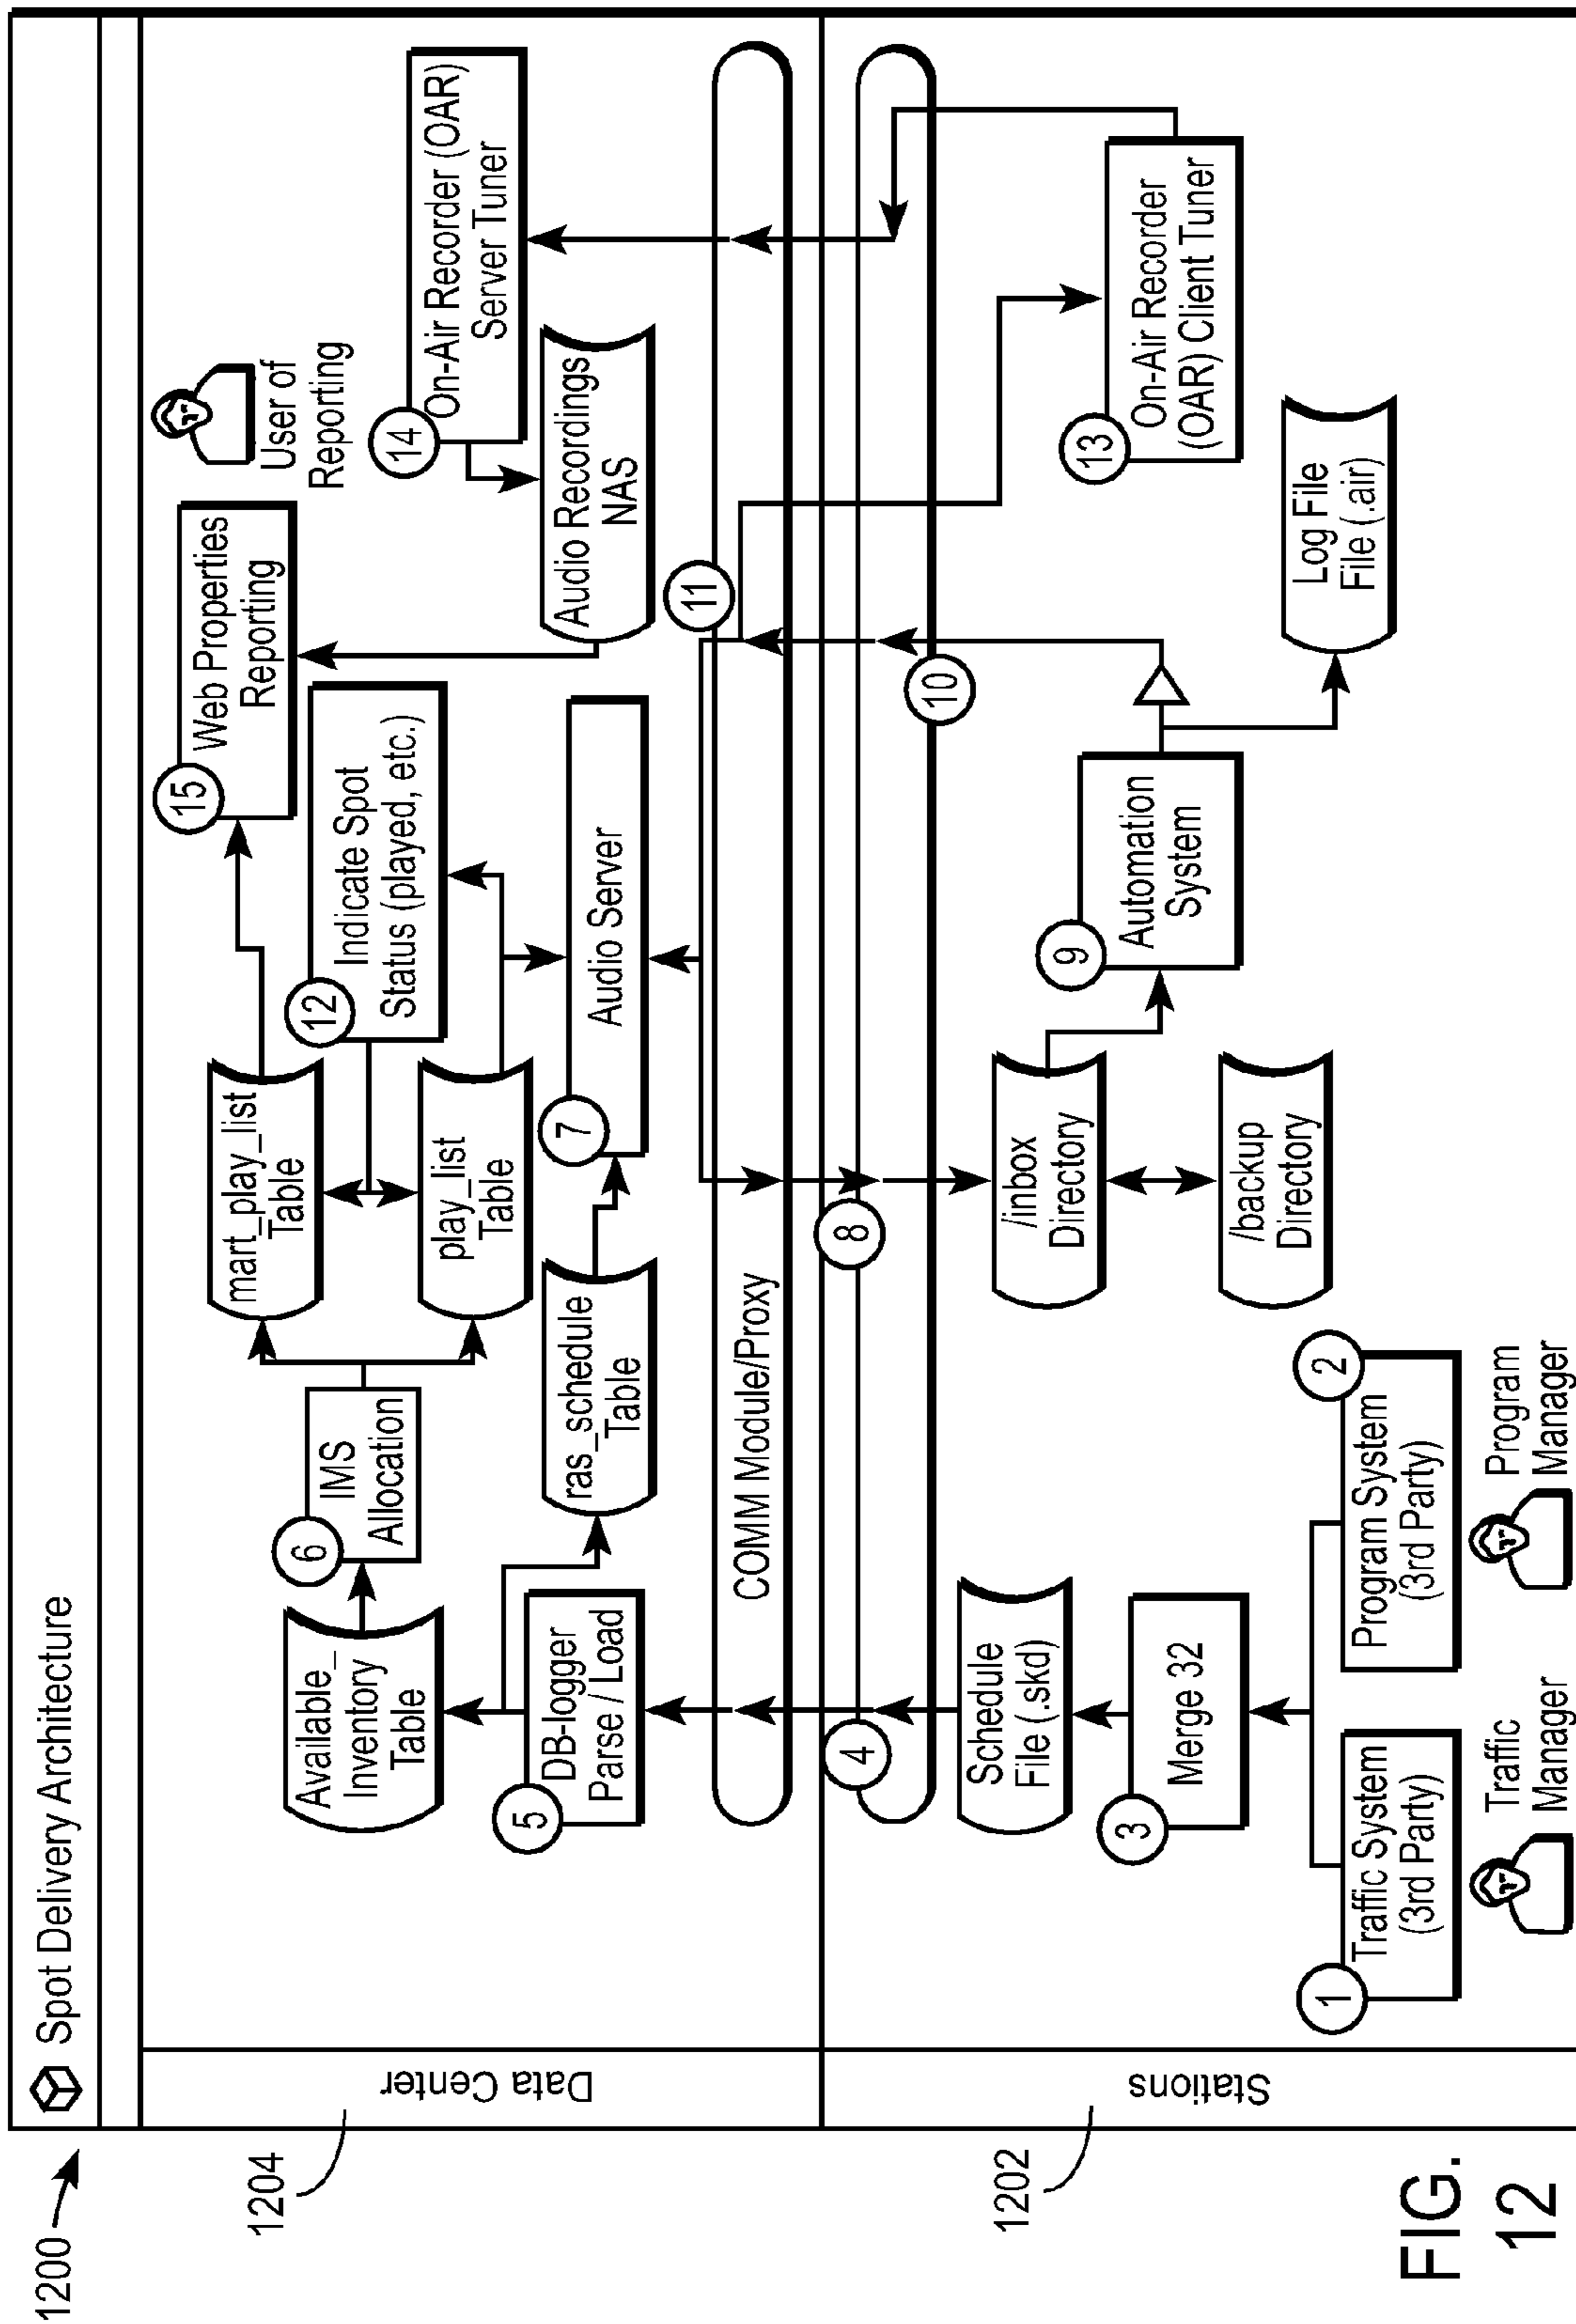 1200
Spot Delivery Architecture
1204
Data Center
Available_
Inventory
Table
6
IMS
Allocation
mart_play_list
Table
play_list
Table
12
Indicate Spot
Status (played, etc.)
15
Web Properties
Reporting
User of
Reporting
5
DB-logger
Parse / Load
ras_schedule
Table
7
Audio Server
Audio Recordings
NAS
14
On-Air Recorder (OAR)
Server Tuner
11
COMM Module/Proxy
1202
Stations
4
8
10
Schedule
File (.skd)
3
Merge 32
1
Traffic System
(3rd Party)
Traffic
Manager
2
Program System
(3rd Party)
Program
Manager
/inbox
Directory
/backup
Directory
9
Automation
System
Log File
File (.air)
13
On-Air Recorder
(OAR) Client Tuner
FIG.
12